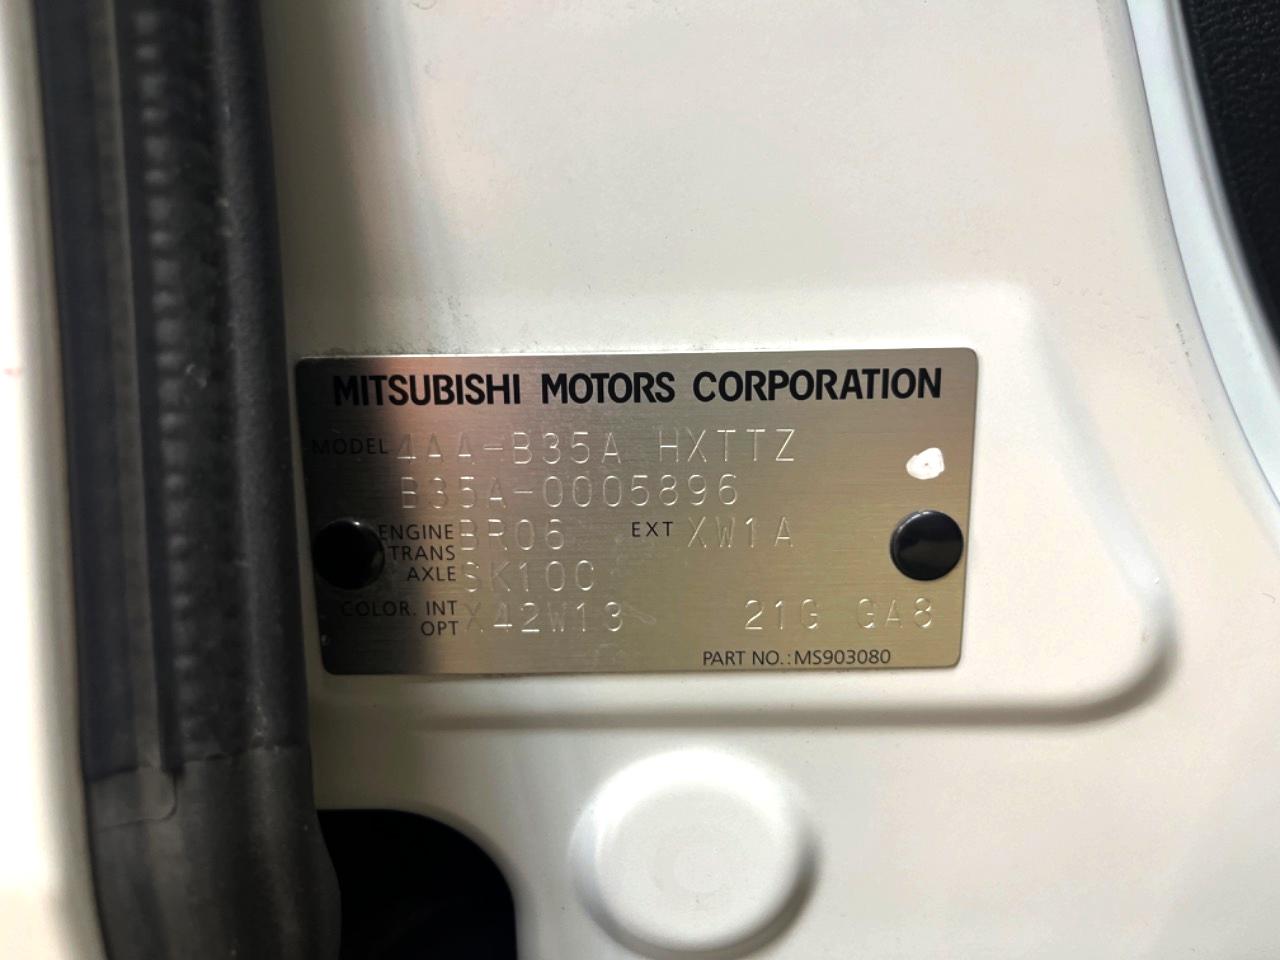 MITSUBISHI MOTORS CORPORATION
MODEL 4AA-B35A HXTTZ
B35A-0005896
ENGINE BR06 EXT XW1A
TRANS
AXLE SK10C
COLOR. INT
OPT X42W13 21G GA8
PART NO.:MS903080